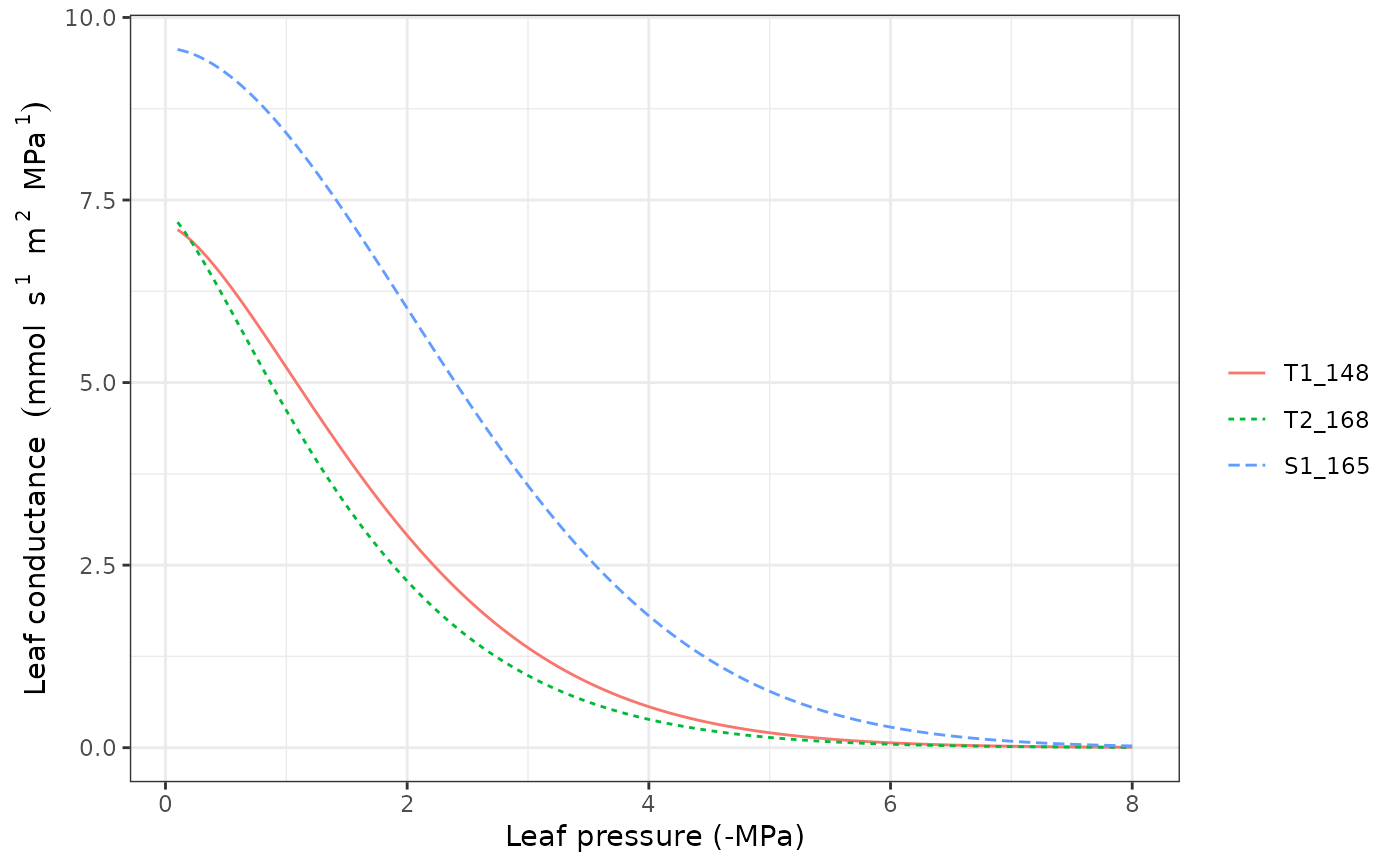 Leaf conductance (mmol s¹ m² MPa¹)
10.0
7.5
5.0
2.5
0.0
0 2 4 6 8
Leaf pressure (-MPa)
T1_148
T2_168
S1_165